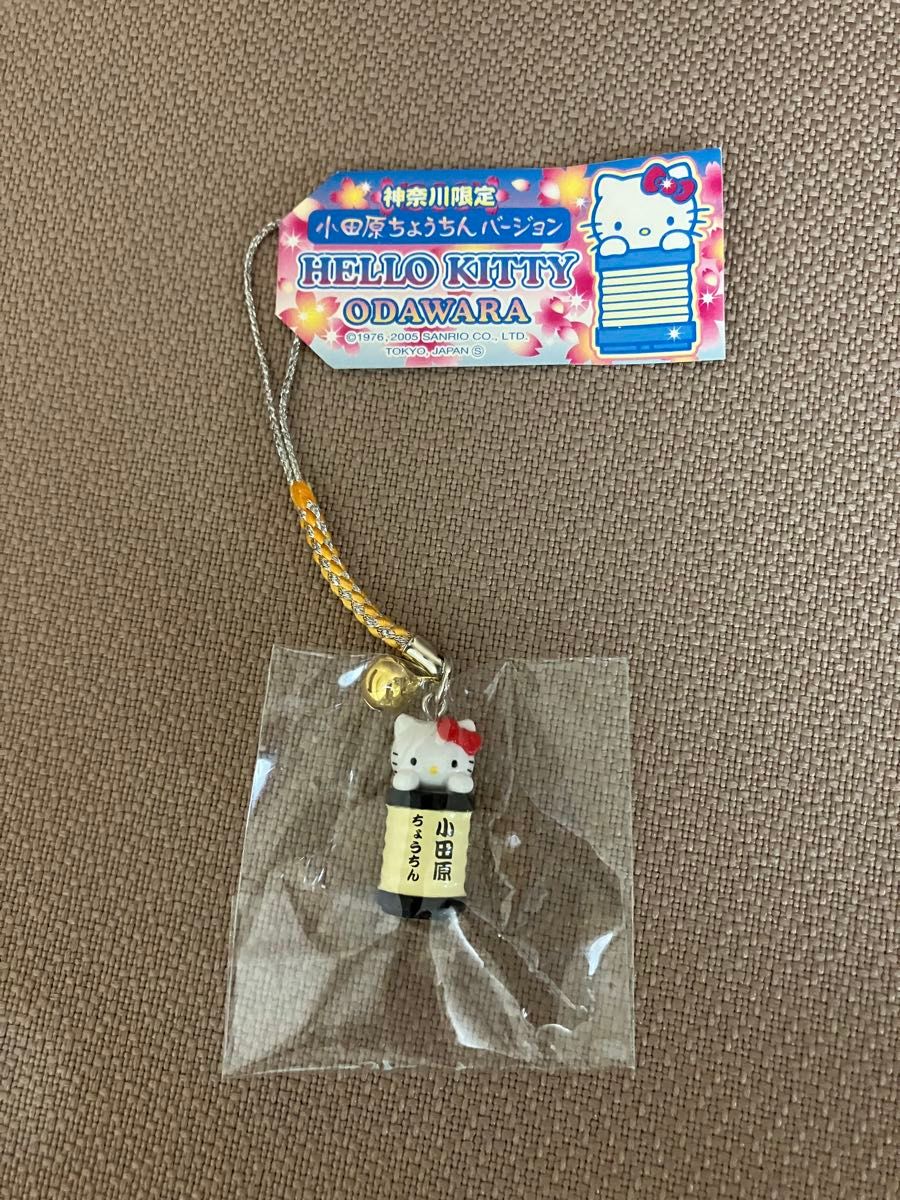 神奈川限定
小田原ちょうちんバージョン
HELLO KITTY
ODAWARA
©1976, 2005 SANRIO CO., LTD.
TOKYO, JAPAN Ⓢ
小田原
ちょうちん